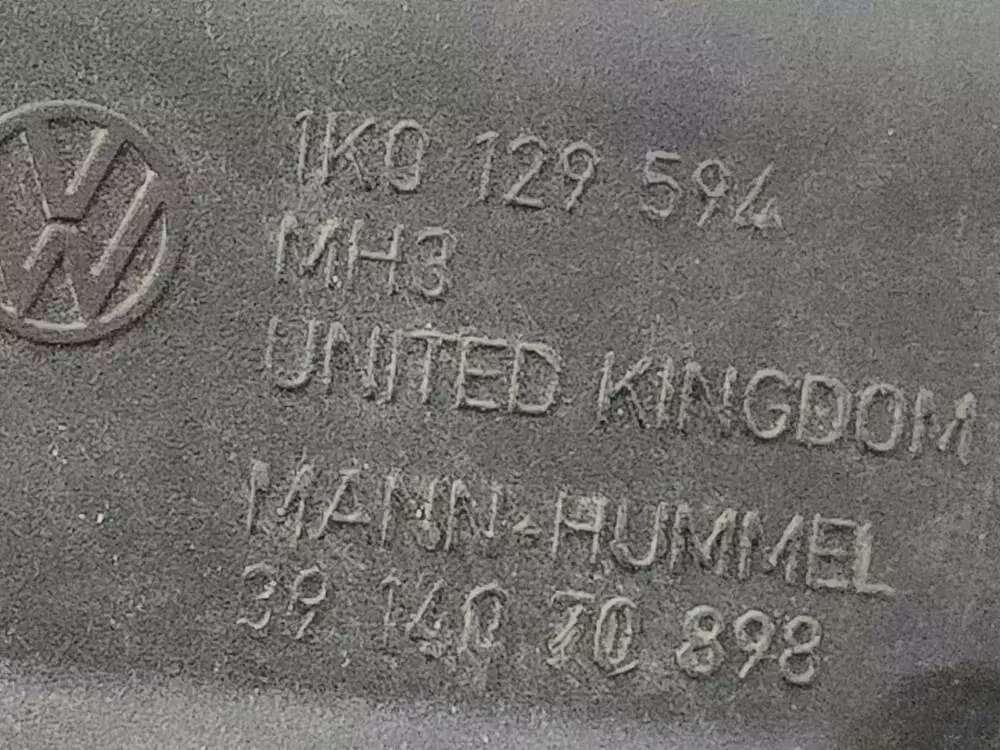 1K0 129 594
MH3
UNITED KINGDOM
MANN+HUMMEL
39 140 70 898